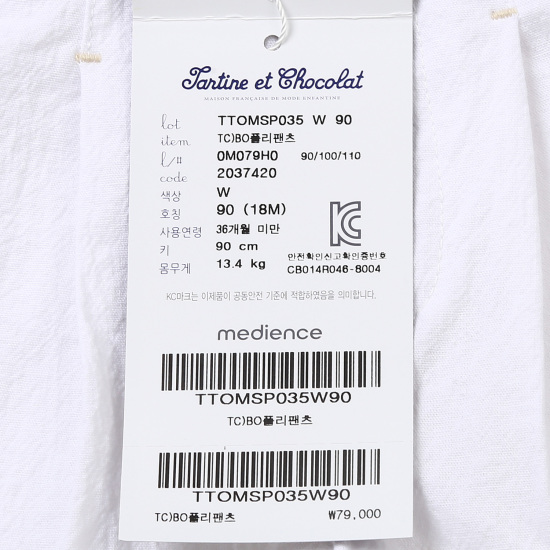 Tartine et Chocolat
MAISON FRANÇAISE DE MODE ENFANTINE
lot TTOMSP035 W 90
item TC)BO폴리팬츠
l/# 0M079H0 90/100/110
code 2037420
색상 W
호칭 90 (18M)
사용연령 36개월 미만
키 90 cm
몸무게 13.4 kg
안전확인신고확인증번호
CB014R046-8004
KC마크는 이제품이 공동안전 기준에 적합하였음을 의미합니다.
medience
TTOMSP035W90
TC)BO폴리팬츠
TTOMSP035W90
TC)BO폴리팬츠 ₩79,000